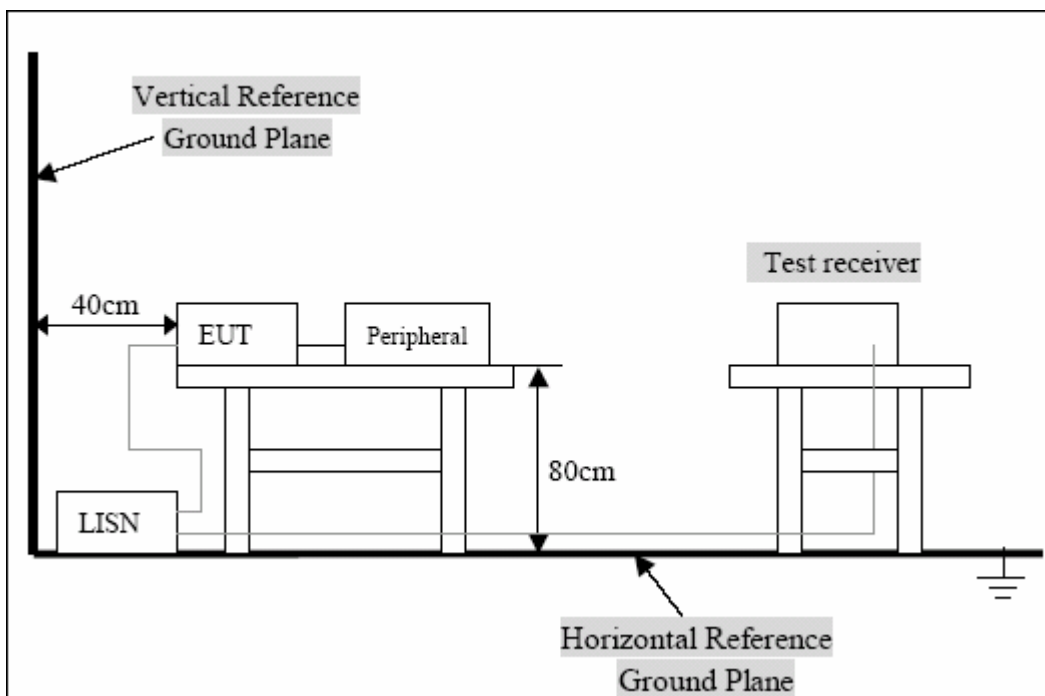 Vertical Reference
Ground Plane
Test receiver
40cm
EUT
Peripheral
80cm
LISN
Horizontal Reference
Ground Plane